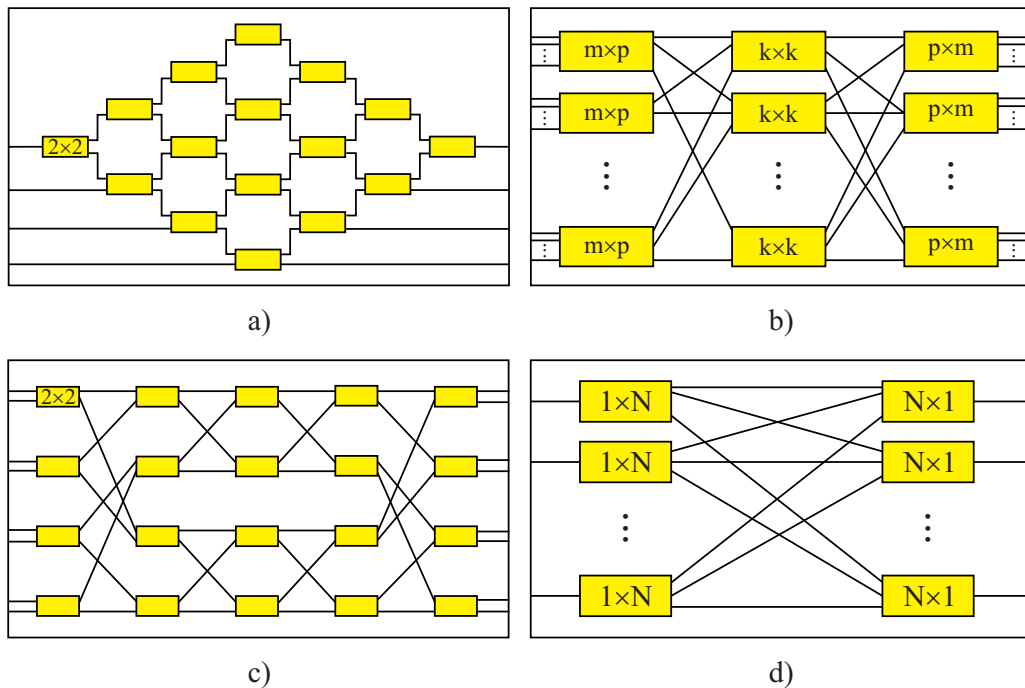 2×2
a)
m×p k×k p×m
m×p k×k p×m
m×p k×k p×m
b)
2×2
c)
1×N N×1
1×N N×1
1×N N×1
d)